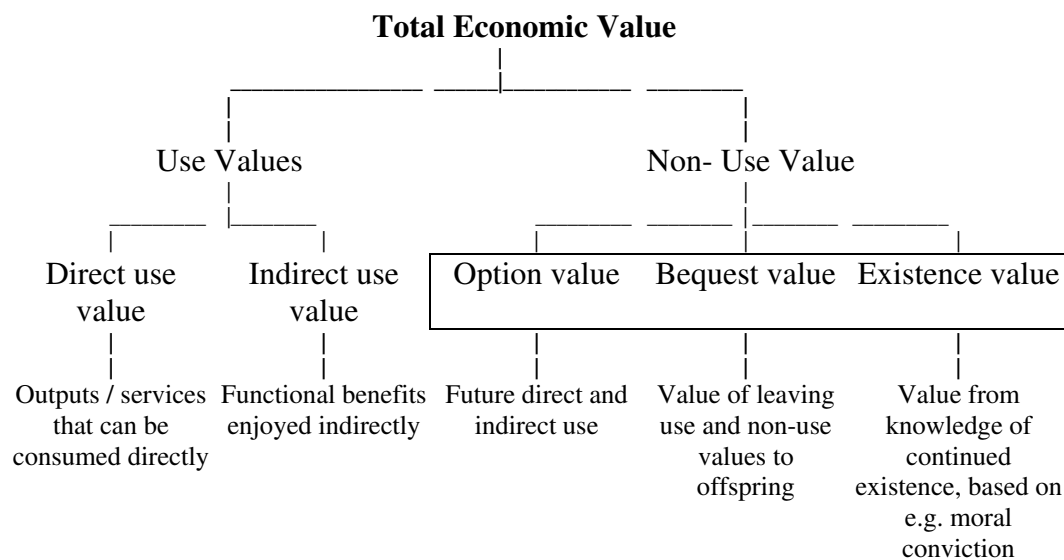 Total Economic Value
Use Values
Non- Use Value
Direct use
value
Indirect use
value
Option value
Bequest value
Existence value
Outputs / services
that can be
consumed directly
Functional benefits
enjoyed indirectly
Future direct and
indirect use
Value of leaving
use and non-use
values to
offspring
Value from
knowledge of
continued
existence, based on
e.g. moral
conviction